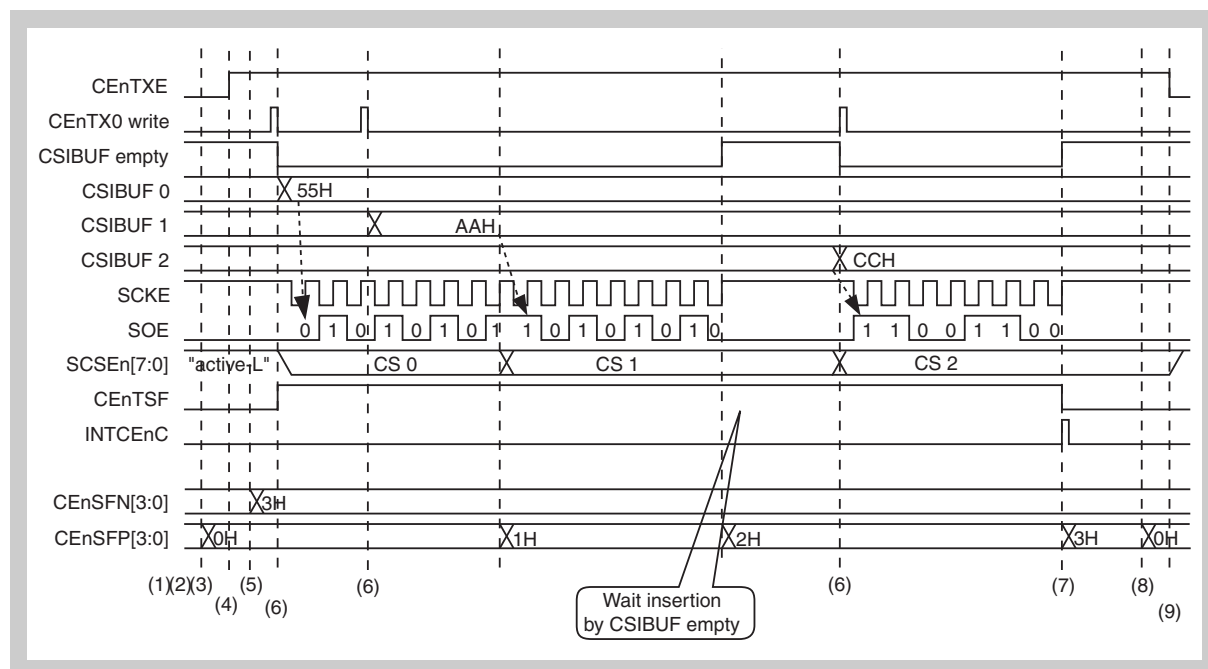 CEnTXE
CEnTX0 write
CSIBUF empty
CSIBUF 0 55H
CSIBUF 1 AAH
CSIBUF 2 CCH
SCKE
SOE 0 1 0 1 0 1 0 1 1 0 1 0 1 0 1 0 1 1 0 0 1 1 0 0
SCSEn[7:0] "active-L" CS 0 CS 1 CS 2
CEnTSF
INTCEnC
CEnSFN[3:0] 3H
CEnSFP[3:0] 0H 1H 2H 3H 0H
(1)(2)(3) (5) (6) (6) (7) (8)
(4) (6) (9)
Wait insertion
by CSIBUF empty